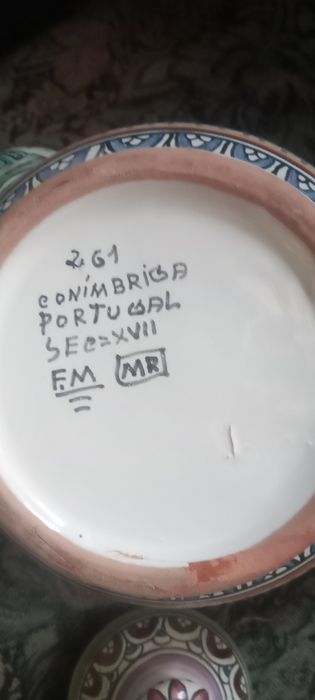 261
CONÍMBRIGA
PORTUGAL
SEC=XVII
F.M MR